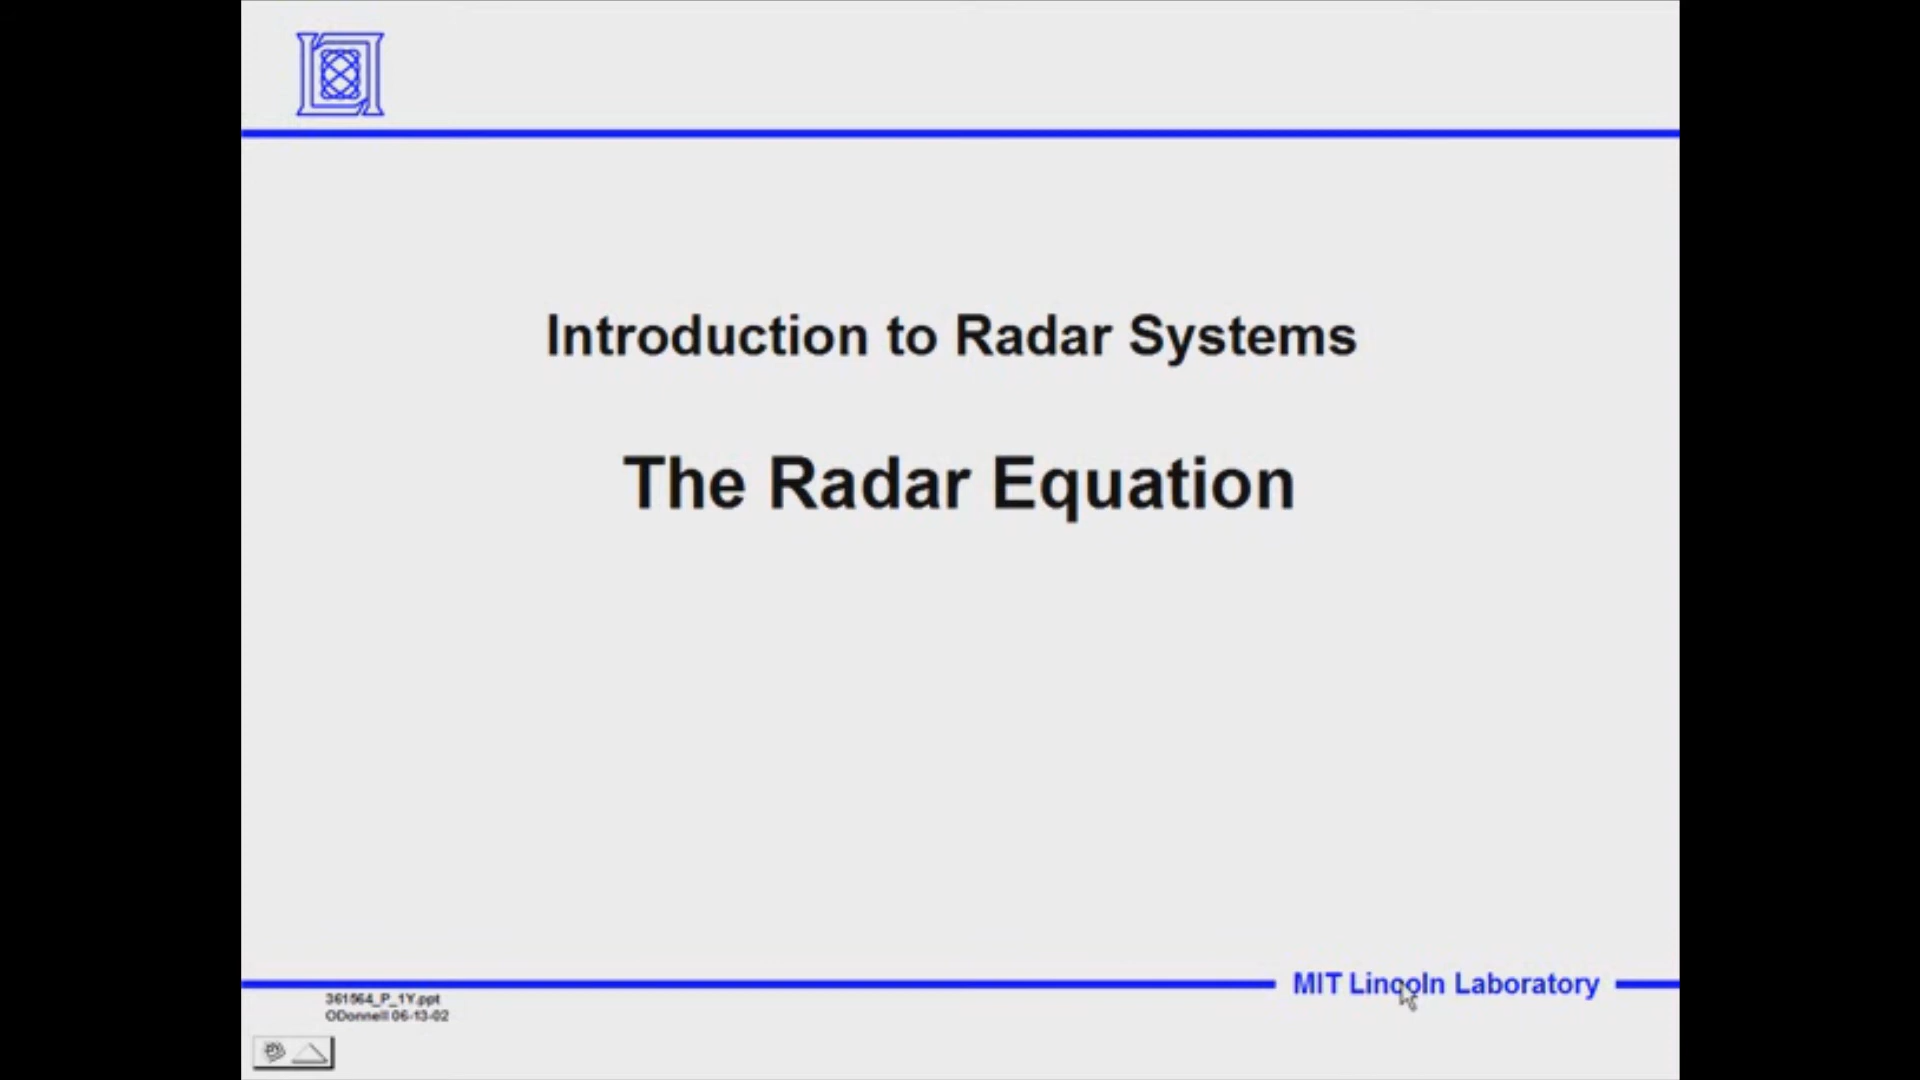 Introduction to Radar Systems
The Radar Equation
MIT Lincoln Laboratory
361564_P_1Y.ppt
ODonnell 06-13-02